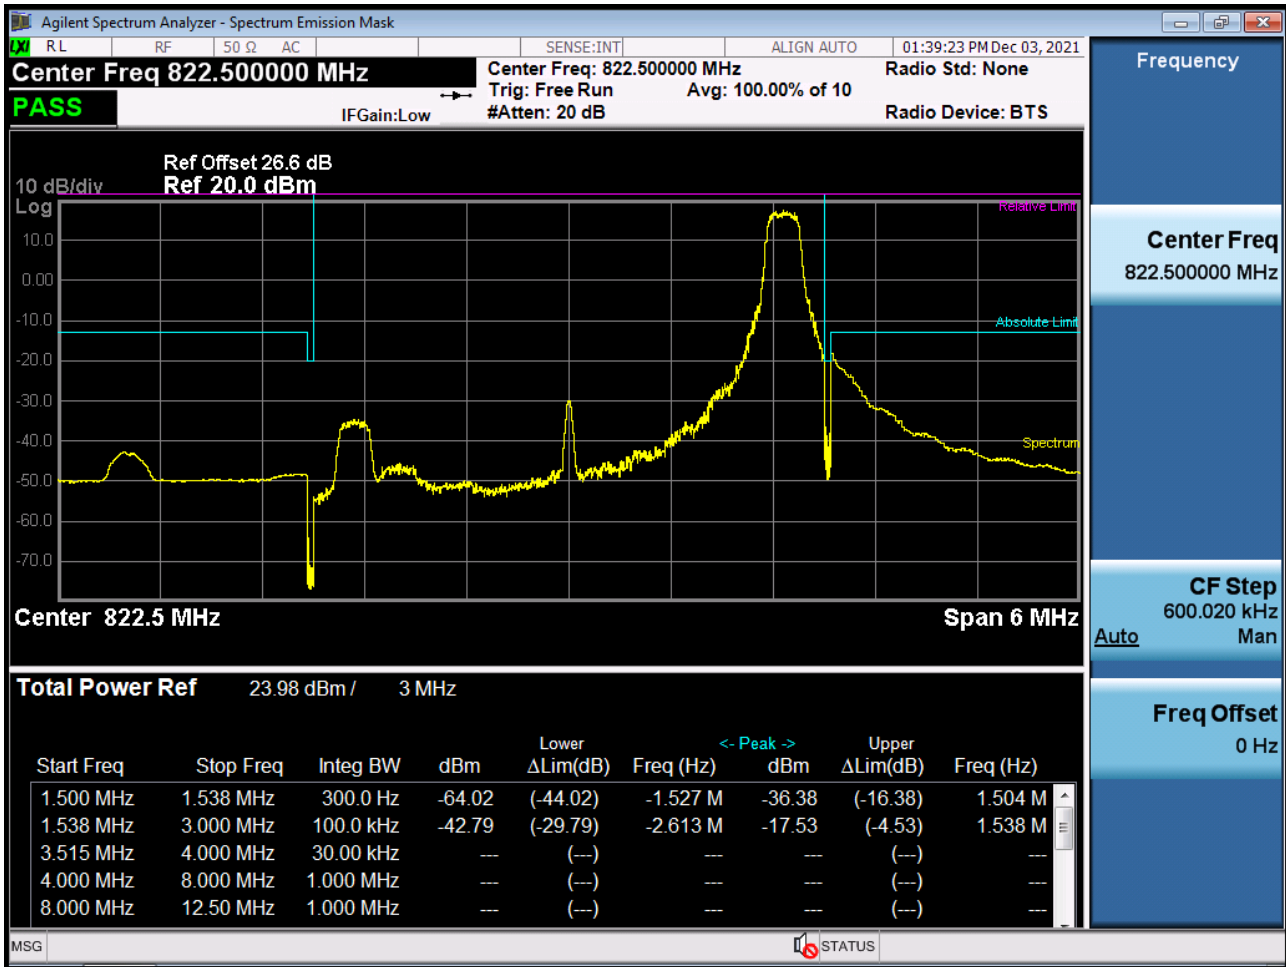 Agilent Spectrum Analyzer - Spectrum Emission Mask
LXI RL RF 50 Ω AC SENSE:INT ALIGN AUTO 01:39:23 PM Dec 03, 2021
Center Freq 822.500000 MHz
Center Freq: 822.500000 MHz Radio Std: None
Trig: Free Run Avg: 100.00% of 10
PASS IFGain:Low #Atten: 20 dB Radio Device: BTS
Ref Offset 26.6 dB
10 dB/div Ref 20.0 dBm
Log
Relative Limit
10.0
0.00
-10.0
Absolute Limit
-20.0
-30.0
-40.0
Spectrum
-50.0
-60.0
-70.0
Center 822.5 MHz Span 6 MHz
Total Power Ref 23.98 dBm / 3 MHz
Lower <- Peak -> Upper
Start Freq Stop Freq Integ BW dBm ΔLim(dB) Freq (Hz) dBm ΔLim(dB) Freq (Hz)
1.500 MHz 1.538 MHz 300.0 Hz -64.02 (-44.02) -1.527 M -36.38 (-16.38) 1.504 M
1.538 MHz 3.000 MHz 100.0 kHz -42.79 (-29.79) -2.613 M -17.53 (-4.53) 1.538 M
3.515 MHz 4.000 MHz 30.00 kHz --- (---) --- --- (---) ---
4.000 MHz 8.000 MHz 1.000 MHz --- (---) --- --- (---) ---
8.000 MHz 12.50 MHz 1.000 MHz --- (---) --- --- (---) ---
MSG STATUS
Frequency
Center Freq
822.500000 MHz
CF Step
600.020 kHz
Auto Man
Freq Offset
0 Hz